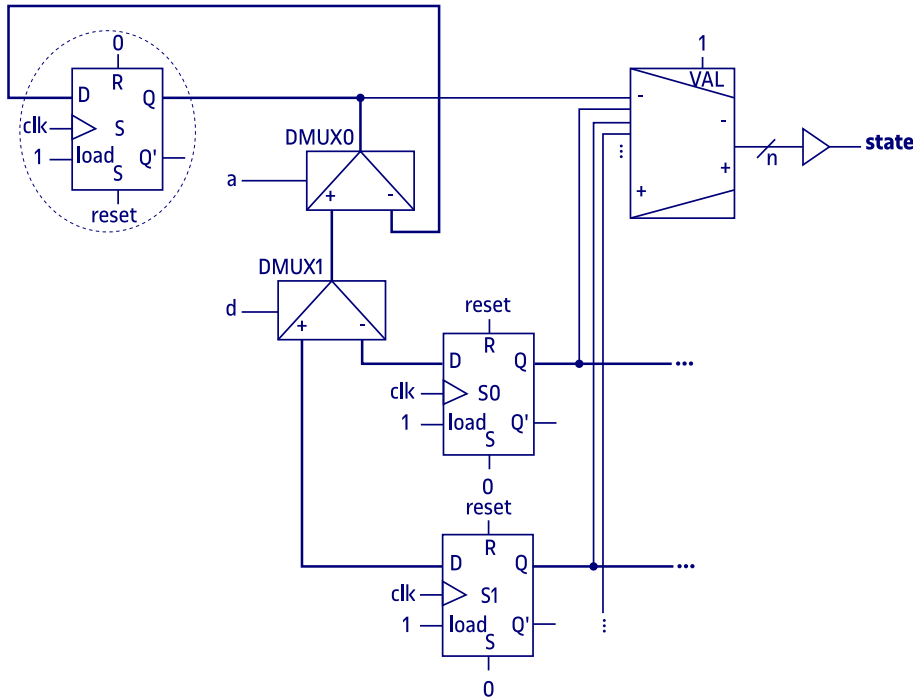 0
R
D
Q
clk
S
1
load
Q'
S
reset
DMUX0
a
+
-
DMUX1
d
+
-
1
VAL
-
-
+
+
n
state
reset
R
D
Q
clk
S0
1
load
Q'
S
0
reset
R
D
Q
clk
S1
1
load
Q'
S
0